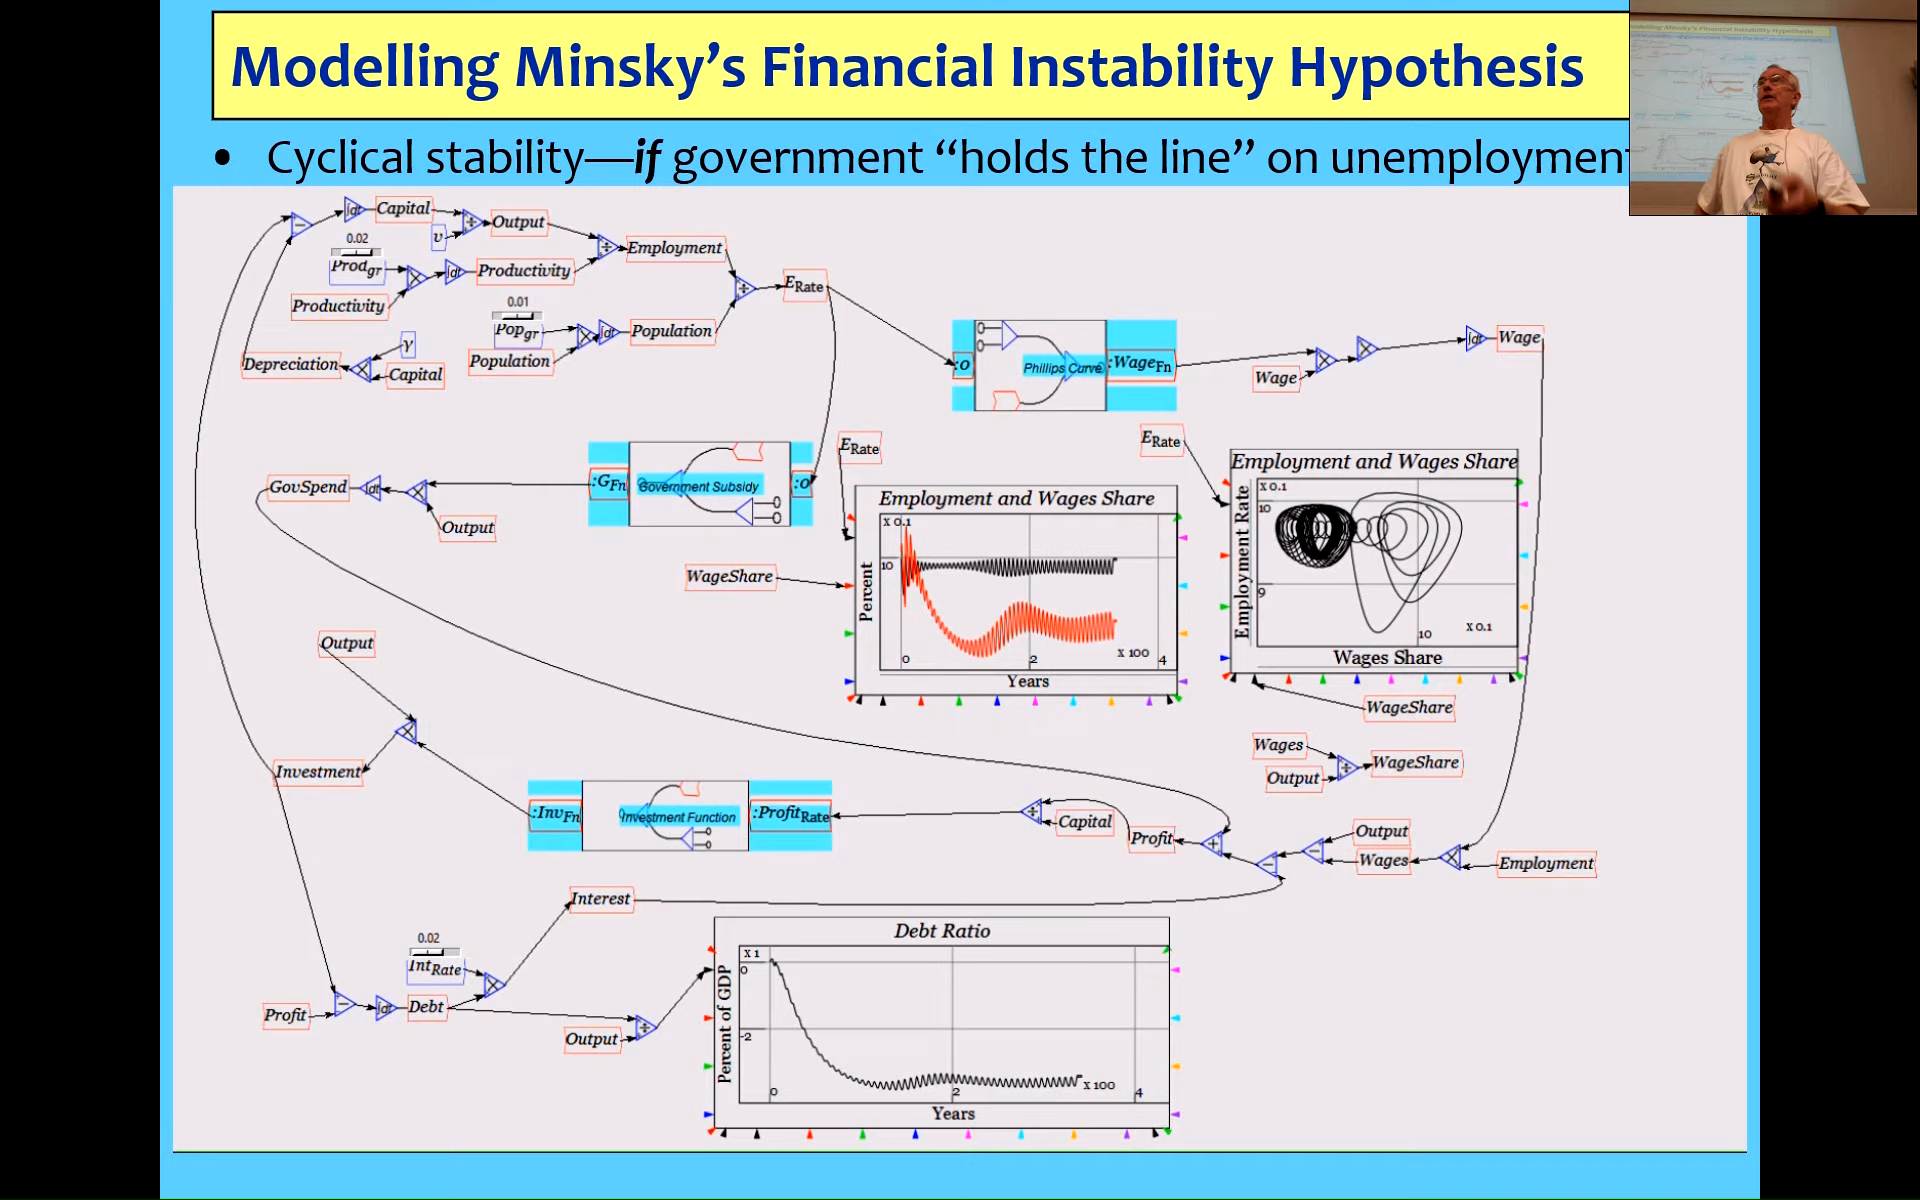 Modelling Minsky’s Financial Instability Hypothesis
• Cyclical stability—if government “holds the line” on unemployment
Capital
Output
v
0.02
Prod gr
Productivity
Employment
Productivity
0.01
Pop gr
Population
Population
E Rate
γ
Depreciation
Capital
:o
Phillips Curve
:Wage Fn
Wage
Wage
GovSpend
Output
:G Fn
Government Subsidy
:o
E Rate
E Rate
WageShare
Employment and Wages Share
X 0.1
10
Percent
0
2
X 100
4
Years
Employment and Wages Share
X 0.1
10
Employment Rate
9
10
X 0.1
Wages Share
WageShare
Wages
Output
WageShare
Output
Investment
:Inv Fn
Investment Function
:Profit Rate
Capital
Profit
Output
Wages
Employment
Interest
0.02
Int Rate
Profit
Debt
Output
Debt Ratio
X 1
0
Percent of GDP
-2
0
2
X 100
4
Years